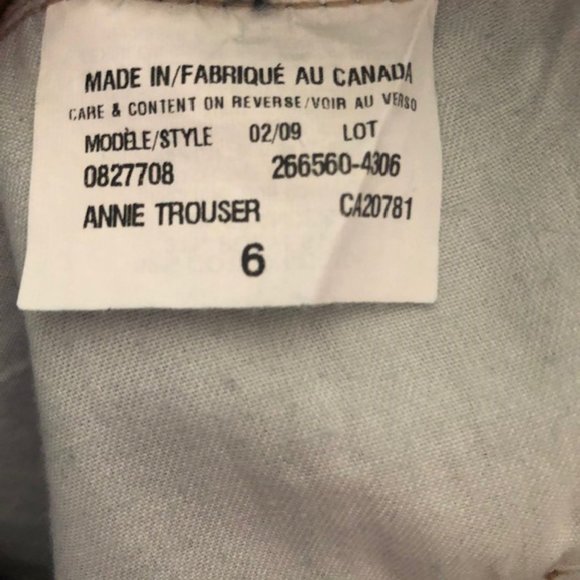 MADE IN/FABRIQUÉ AU CANADA
CARE & CONTENT ON REVERSE/VOIR AU VERSO
MODÈLE/STYLE 02/09 LOT
0827708 266560-4306
ANNIE TROUSER CA20781
6